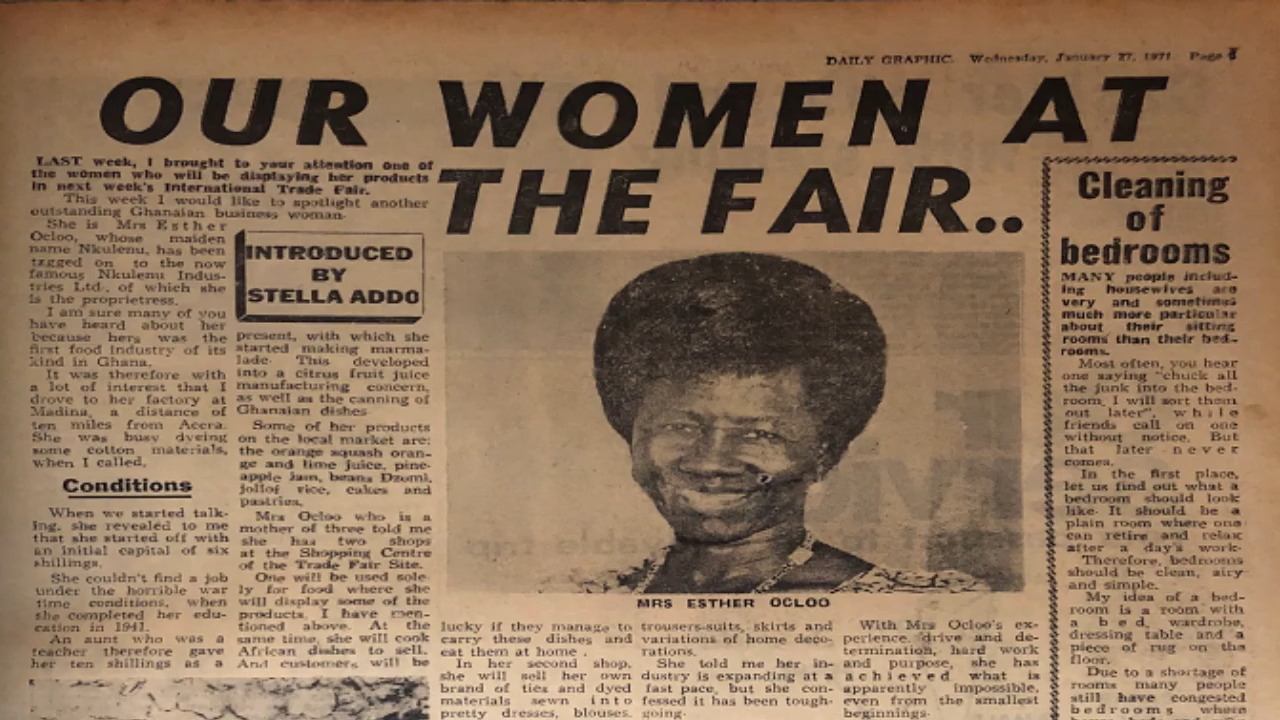 DAILY GRAPHIC. Wednesday, January 27, 1971 Page
OUR WOMEN AT
THE FAIR..
LAST week, I brought to your attention one of
the women who will be displaying her products
in next week's International Trade Fair.
This week I would like to spotlight another
outstanding Ghanaian business woman.
She is Mrs Esther
Ocloo, whose maiden
name Nkulenu, has been
tagged on to the now
famous Nkulenu Indus-
tries Ltd., of which she
is the proprietress.
I am sure many of you
have heard about her
because hers was the
first food industry of its
kind in Ghana.
It was therefore with
a lot of interest that I
drove to her factory at
Madina, a distance of
ten miles from Accra.
She was busy dyeing
some cotton materials,
when I called.
Conditions
When we started talk-
ing, she revealed to me
that she started off with
an initial capital of six
shillings.
She couldn't find a job
under the horrible war
time conditions, when
she completed her edu-
cation in 1941.
An aunt who was a
teacher therefore gave
her ten shillings as a
INTRODUCED
BY
STELLA ADDO
present, with which she
started making marma-
lade. This developed
into a citrus fruit juice
manufacturing concern,
as well as the canning of
Ghanaian dishes
Some of her products
on the local market are:
the orange squash oran-
ge and lime juice, pine-
apple jam, beans Dzomi,
jollof rice, cakes and
pastries.
Mrs Ocloo who is a
mother of three told me
she has two shops
at the Shopping Centre
of the Trade Fair Site.
One will be used sole-
ly for food where she
will display some of the
products I have men-
tioned above. At the
same time, she will cook
African dishes to sell.
And customers will be
MRS ESTHER OCLOO
lucky if they manage to
carry these dishes and
eat them at home.
In her second shop,
she will sell her own
brand of ties and dyed
materials sewn into
pretty dresses, blouses.
trousers-suits, skirts and
variations of home deco-
rations.
She told me her in-
dustry is expanding at a
fast pace, but she con-
fessed it has been tough-
going.
With Mrs Ocloo's ex-
perience, drive and de-
termination, hard work
and purpose, she has
achieved what is
apparently impossible,
even from the smallest
beginnings.
Cleaning
of
bedrooms
MANY people includ-
ing housewives are
very and sometimes
much more particular
about their sitting
rooms than their bed-
rooms.
Most often, you hear
one saying "chuck all
the junk into the bed-
room, I will sort them
out later", while
friends call on one
without notice. But
that later never
comes.
In the first place,
let us find out what a
bedroom should look
like. It should be a
plain room where one
can retire and relax
after a day's work.
Therefore, bedrooms
should be clean, airy
and simple.
My idea of a bed-
room is a room with
a bed, wardrobe,
dressing table and a
piece of rug on the
floor.
Due to a shortage of
rooms many people
still have congested
bedrooms where